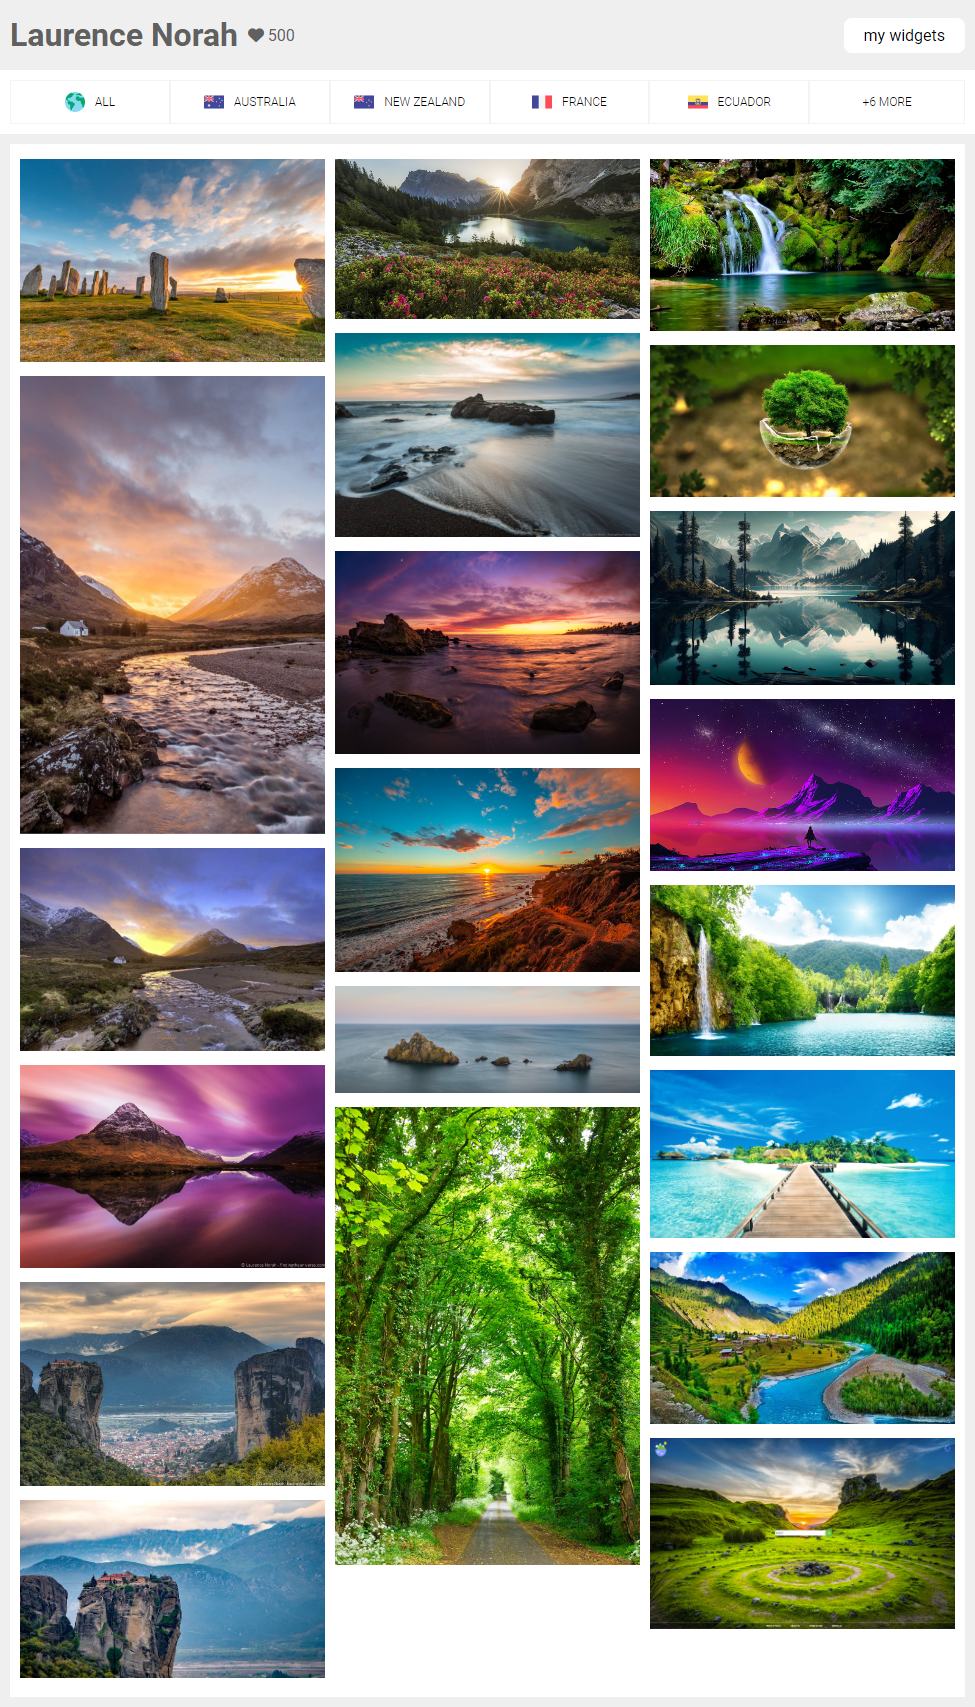 Laurence Norah
500
my widgets
ALL
AUSTRALIA
NEW ZEALAND
FRANCE
ECUADOR
+6 MORE